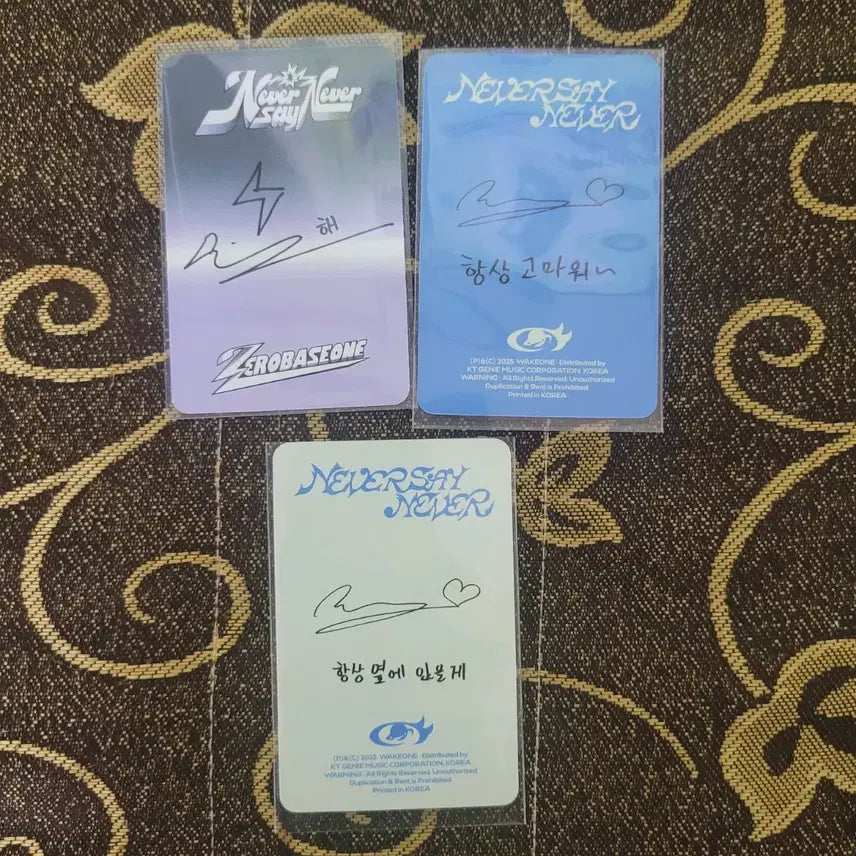 Never
say Never
해
ZEROBASEONE
NEVER SAY
NEVER
항상 고마워~
(P)&(C) 2025 WAKEONE · Distributed by
KT GENIE MUSIC CORPORATION, KOREA
WARNING : All Rights Reserved. Unauthorized
Duplication & Rent is Prohibited.
Printed in KOREA
NEVER SAY
NEVER
항상 옆에 있을게
(P)&(C) 2025 WAKEONE · Distributed by
KT GENIE MUSIC CORPORATION, KOREA
WARNING : All Rights Reserved. Unauthorized
Duplication & Rent is Prohibited.
Printed in KOREA